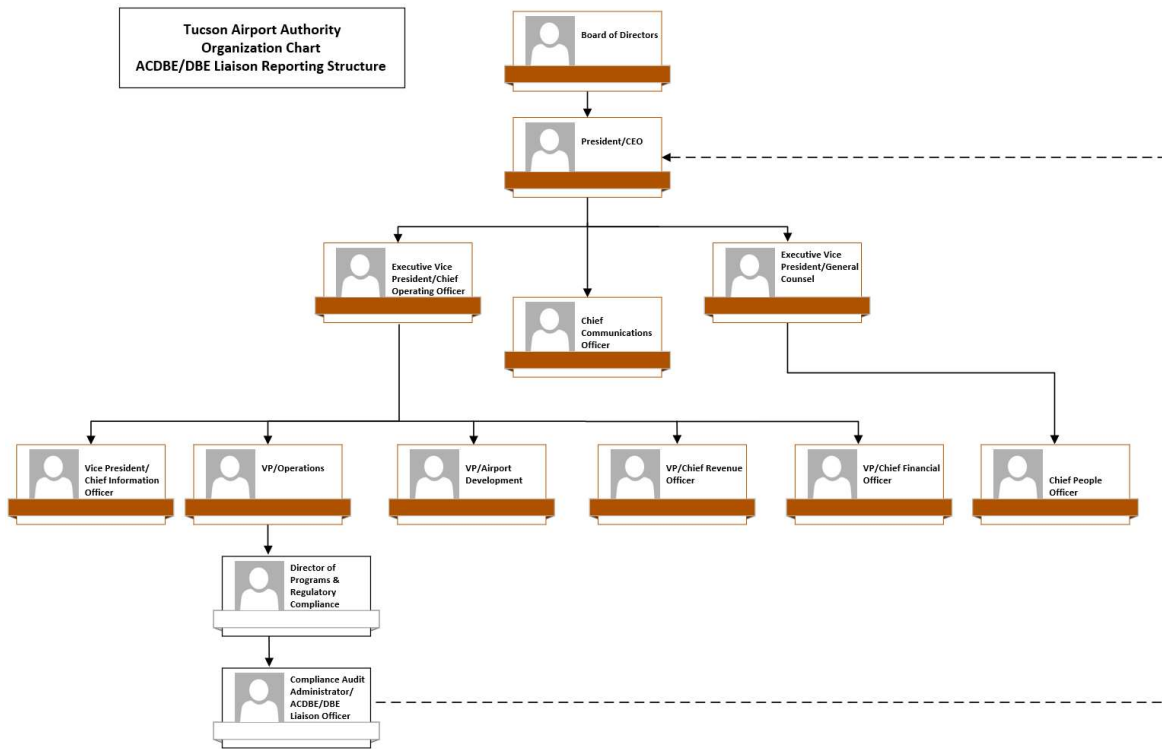 Tucson Airport Authority
Organization Chart
ACDBE/DBE Liaison Reporting Structure
Board of Directors
President/CEO
Executive Vice
President/Chief
Operating Officer
Chief
Communications
Officer
Executive Vice
President/General
Counsel
Vice President/
Chief Information
Officer
VP/Operations
VP/Airport
Development
VP/Chief Revenue
Officer
VP/Chief Financial
Officer
Chief People
Officer
Director of
Programs &
Regulatory
Compliance
Compliance Audit
Administrator/
ACDBE/DBE
Liaison Officer